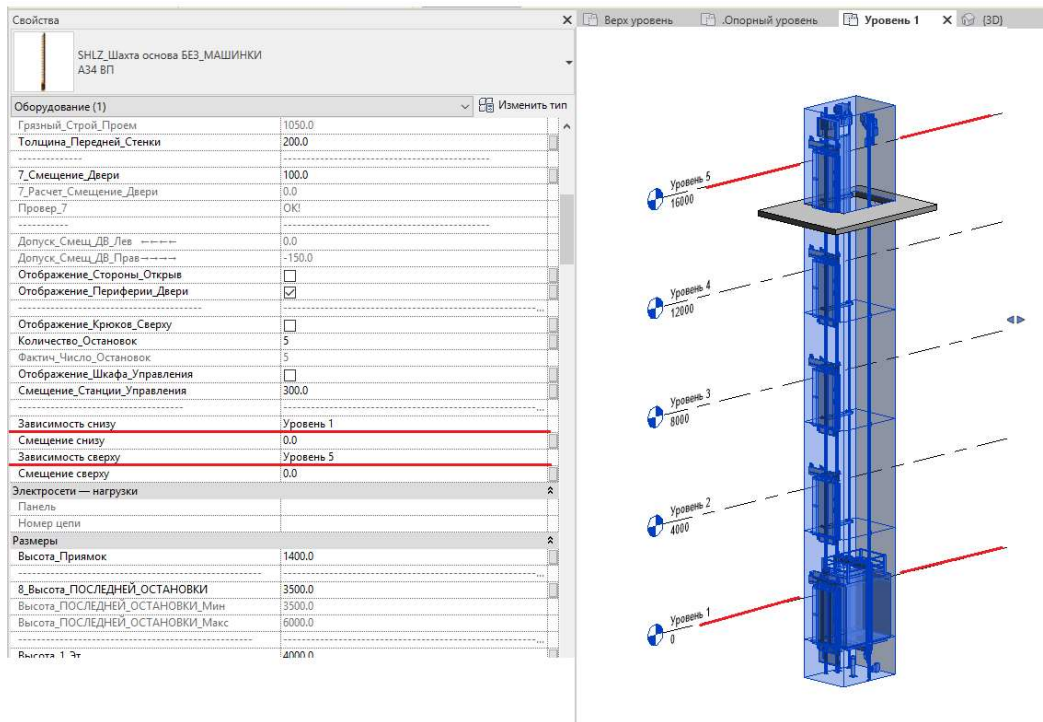 Свойства
SHLZ_Шахта основа БЕЗ_МАШИНКИ
А34 ВП
Оборудование (1)
Изменить тип
Грязный_Строй_Проем 1050.0
Толщина_Передней_Стенки 200.0
7_Смещение_Двери 100.0
7_Расчет_Смещение_Двери 0.0
Провер_7 OK!
Допуск_Смещ_ДВ_Лев ←←←← 0.0
Допуск_Смещ_ДВ_Прав→→→→ -150.0
Отображение_Стороны_Открыв
Отображение_Периферии_Двери
Отображение_Крюков_Сверху
Количество_Остановок 5
Фактич_Число_Остановок 5
Отображение_Шкафа_Управления
Смещение_Станции_Управления 300.0
Зависимость снизу Уровень 1
Смещение снизу 0.0
Зависимость сверху Уровень 5
Смещение сверху 0.0
Электросети — нагрузки
Панель
Номер цепи
Размеры
Высота_Приямок 1400.0
8_Высота_ПОСЛЕДНЕЙ_ОСТАНОВКИ 3500.0
Высота_ПОСЛЕДНЕЙ_ОСТАНОВКИ_Мин 3500.0
Высота_ПОСЛЕДНЕЙ_ОСТАНОВКИ_Макс 6000.0
Высота_1_Эт 4000.0
Верх уровень
.Опорный уровень
Уровень 1
{3D}
Уровень 5
16000
Уровень 4
12000
Уровень 3
8000
Уровень 2
4000
Уровень 1
0